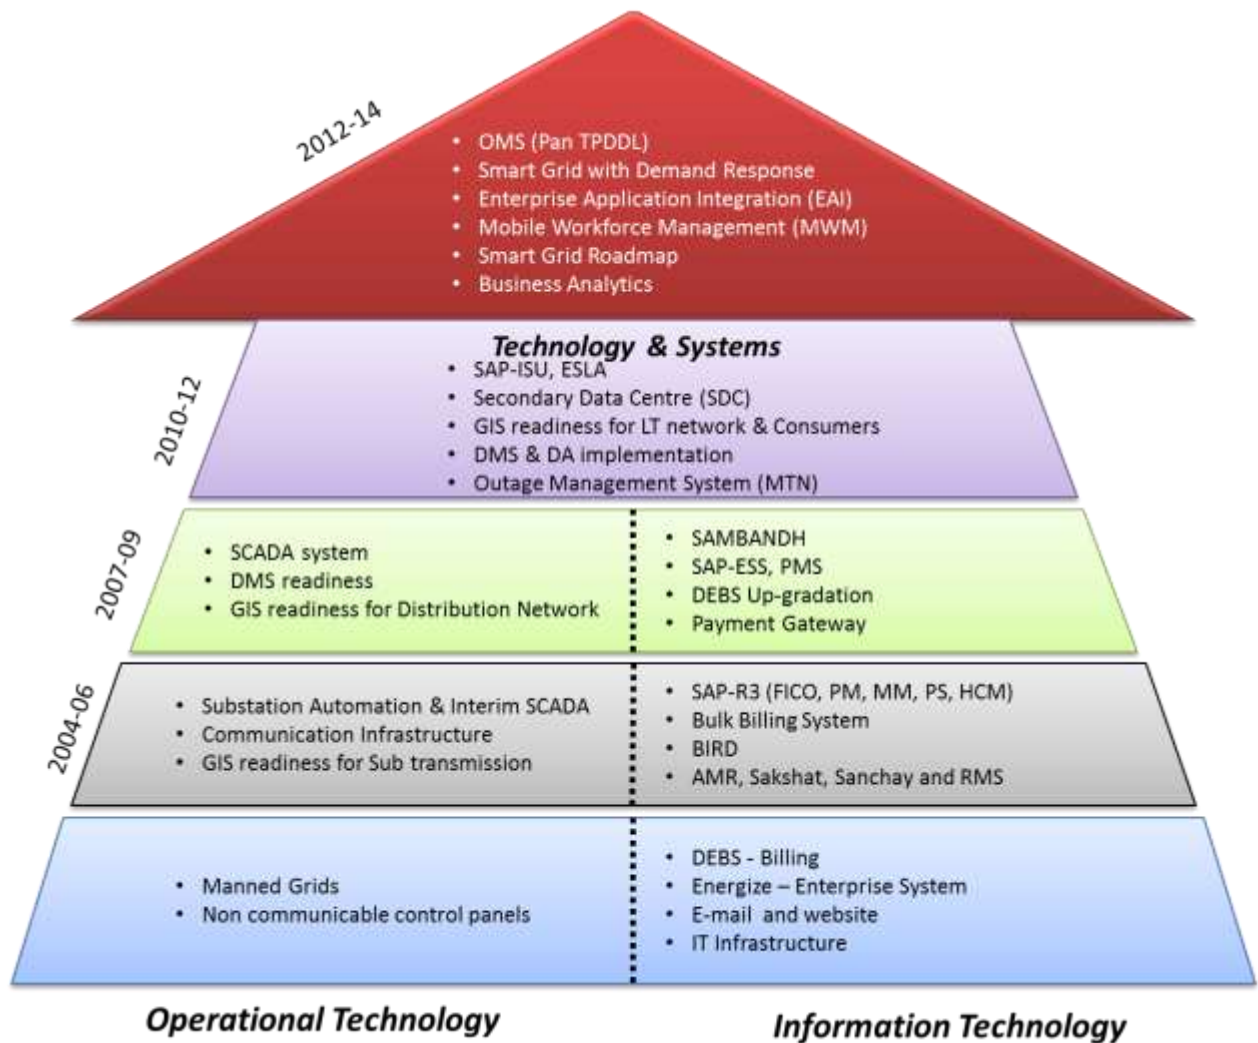 2012-14
• OMS (Pan TPDDL)
• Smart Grid with Demand Response
• Enterprise Application Integration (EAI)
• Mobile Workforce Management (MWM)
• Smart Grid Roadmap
• Business Analytics
2010-12
Technology & Systems
• SAP-ISU, ESLA
• Secondary Data Centre (SDC)
• GIS readiness for LT network & Consumers
• DMS & DA implementation
• Outage Management System (MTN)
2007-09
• SCADA system
• DMS readiness
• GIS readiness for Distribution Network
• SAMBANDH
• SAP-ESS, PMS
• DEBS Up-gradation
• Payment Gateway
2004-06
• Substation Automation & Interim SCADA
• Communication Infrastructure
• GIS readiness for Sub transmission
• SAP-R3 (FICO, PM, MM, PS, HCM)
• Bulk Billing System
• BIRD
• AMR, Sakshat, Sanchay and RMS
• Manned Grids
• Non communicable control panels
• DEBS - Billing
• Energize – Enterprise System
• E-mail and website
• IT Infrastructure
Operational Technology
Information Technology